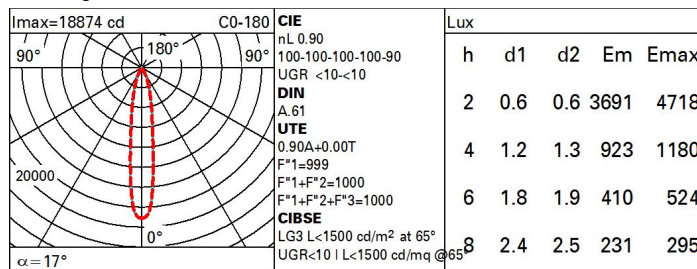 Imax=18874 cd C0-180
90° 180° 90°
20000
0°
α=17°
CIE
nL 0.90
100-100-100-100-90
UGR <10-<10
DIN
A.61
UTE
0.90A+0.00T
F"1=999
F"1+F"2=1000
F"1+F"2+F"3=1000
CIBSE
LG3 L<1500 cd/m² at 65°
UGR<10 | L<1500 cd/mq @65°
Lux
h d1 d2 Em Emax
2 0.6 0.6 3691 4718
4 1.2 1.3 923 1180
6 1.8 1.9 410 524
8 2.4 2.5 231 295